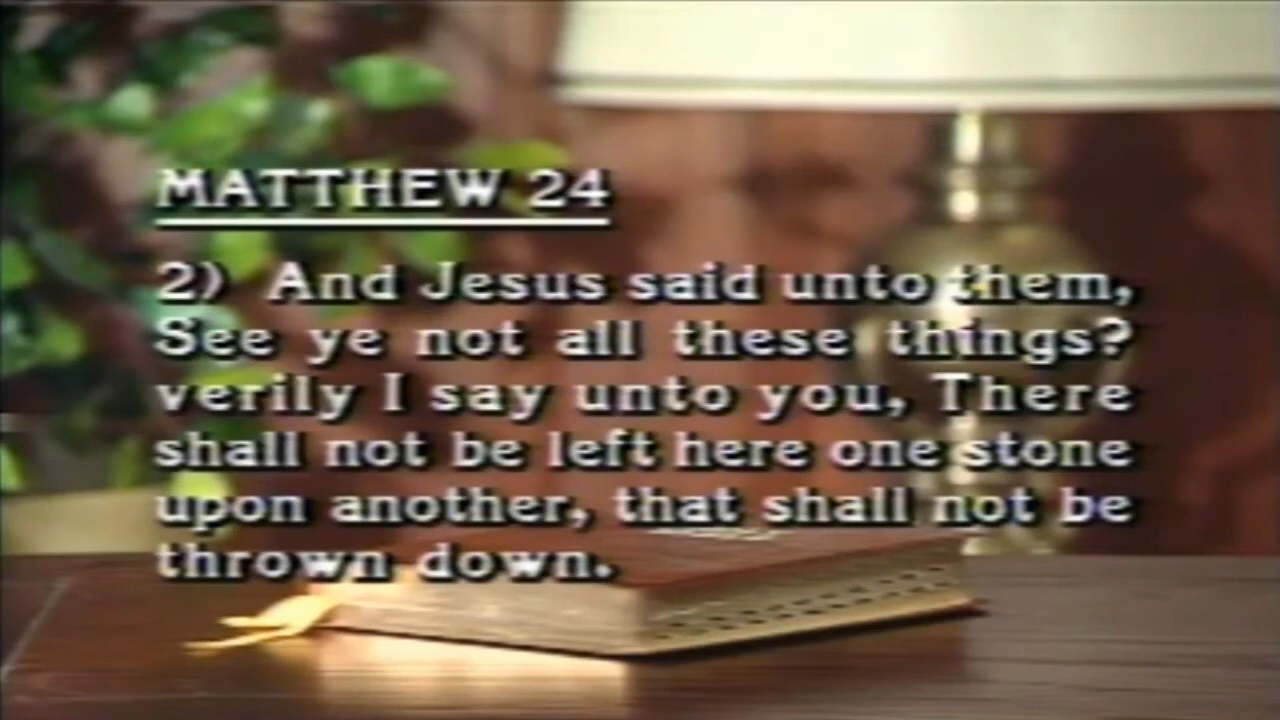 MATTHEW 24
2) And Jesus said unto them,
See ye not all these things?
verily I say unto you, There
shall not be left here one stone
upon another, that shall not be
thrown down.